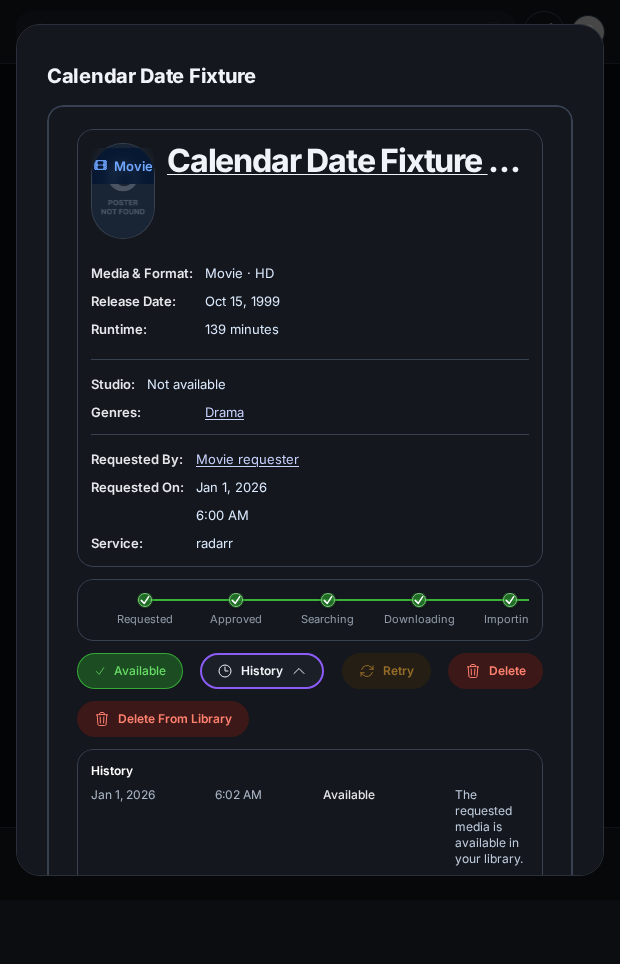 Calendar Date Fixture
Movie
POSTER
NOT FOUND
Calendar Date Fixture ...
Media & Format: Movie · HD
Release Date: Oct 15, 1999
Runtime: 139 minutes
Studio: Not available
Genres: Drama
Requested By: Movie requester
Requested On: Jan 1, 2026
6:00 AM
Service: radarr
Requested Approved Searching Downloading Importin
Available History Retry Delete
Delete From Library
History
Jan 1, 2026 6:02 AM Available The
requested
media is
available in
your library.